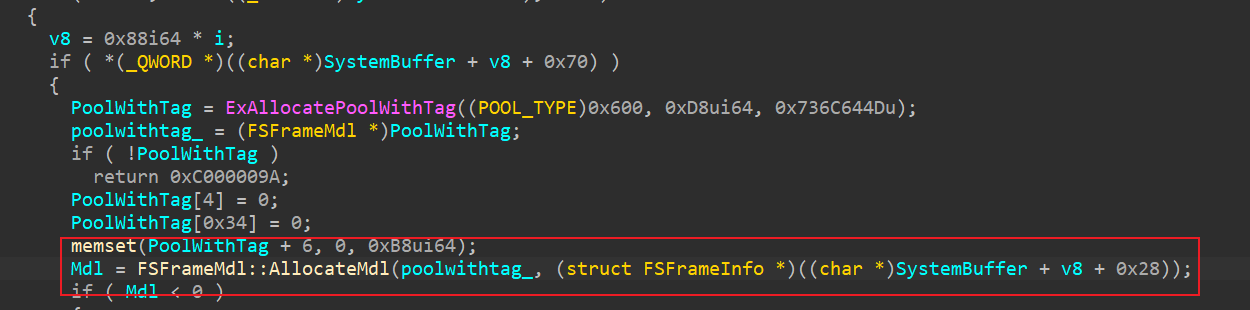 {
v8 = 0x88i64 * i;
if ( *(_QWORD *)((char *)SystemBuffer + v8 + 0x70) )
{
PoolWithTag = ExAllocatePoolWithTag((POOL_TYPE)0x600, 0xD8ui64, 0x736C644Du);
poolwithtag_ = (FSFrameMdl *)PoolWithTag;
if ( !PoolWithTag )
return 0xC000009A;
PoolWithTag[4] = 0;
PoolWithTag[0x34] = 0;
memset(PoolWithTag + 6, 0, 0xB8ui64);
Mdl = FSFrameMdl::AllocateMdl(poolwithtag_, (struct FSFrameInfo *)((char *)SystemBuffer + v8 + 0x28));
if ( Mdl < 0 )